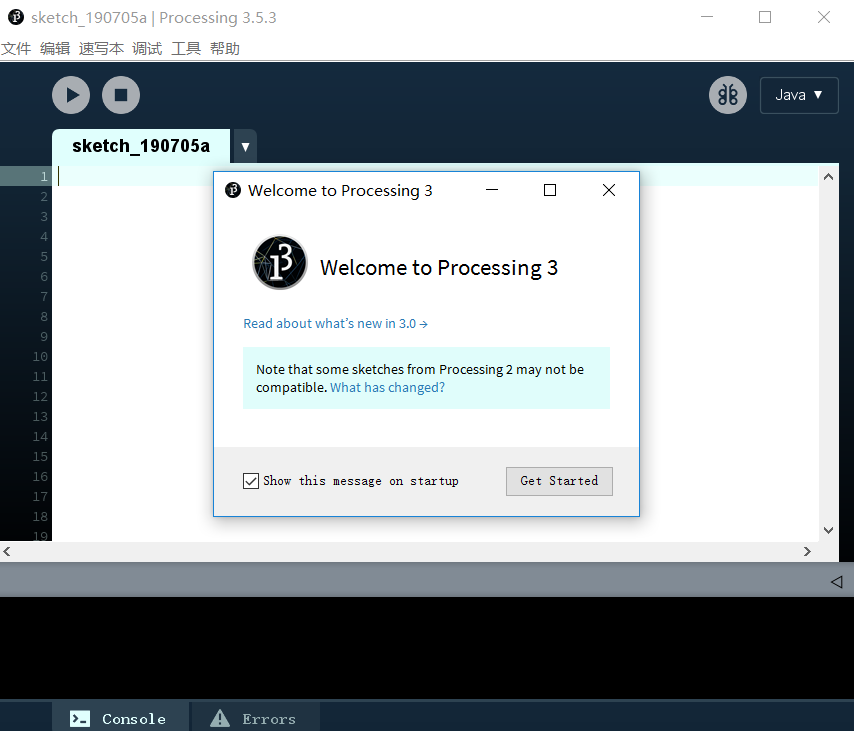 sketch_190705a | Processing 3.5.3
文件 编辑 速写本 调试 工具 帮助
Java ▼
sketch_190705a ▼
1
2
3
4
5
6
7
8
9
10
11
12
13
14
15
16
17
18
19
Welcome to Processing 3
Welcome to Processing 3
Read about what's new in 3.0 →
Note that some sketches from Processing 2 may not be
compatible. What has changed?
Show this message on startup
Get Started
Console
Errors